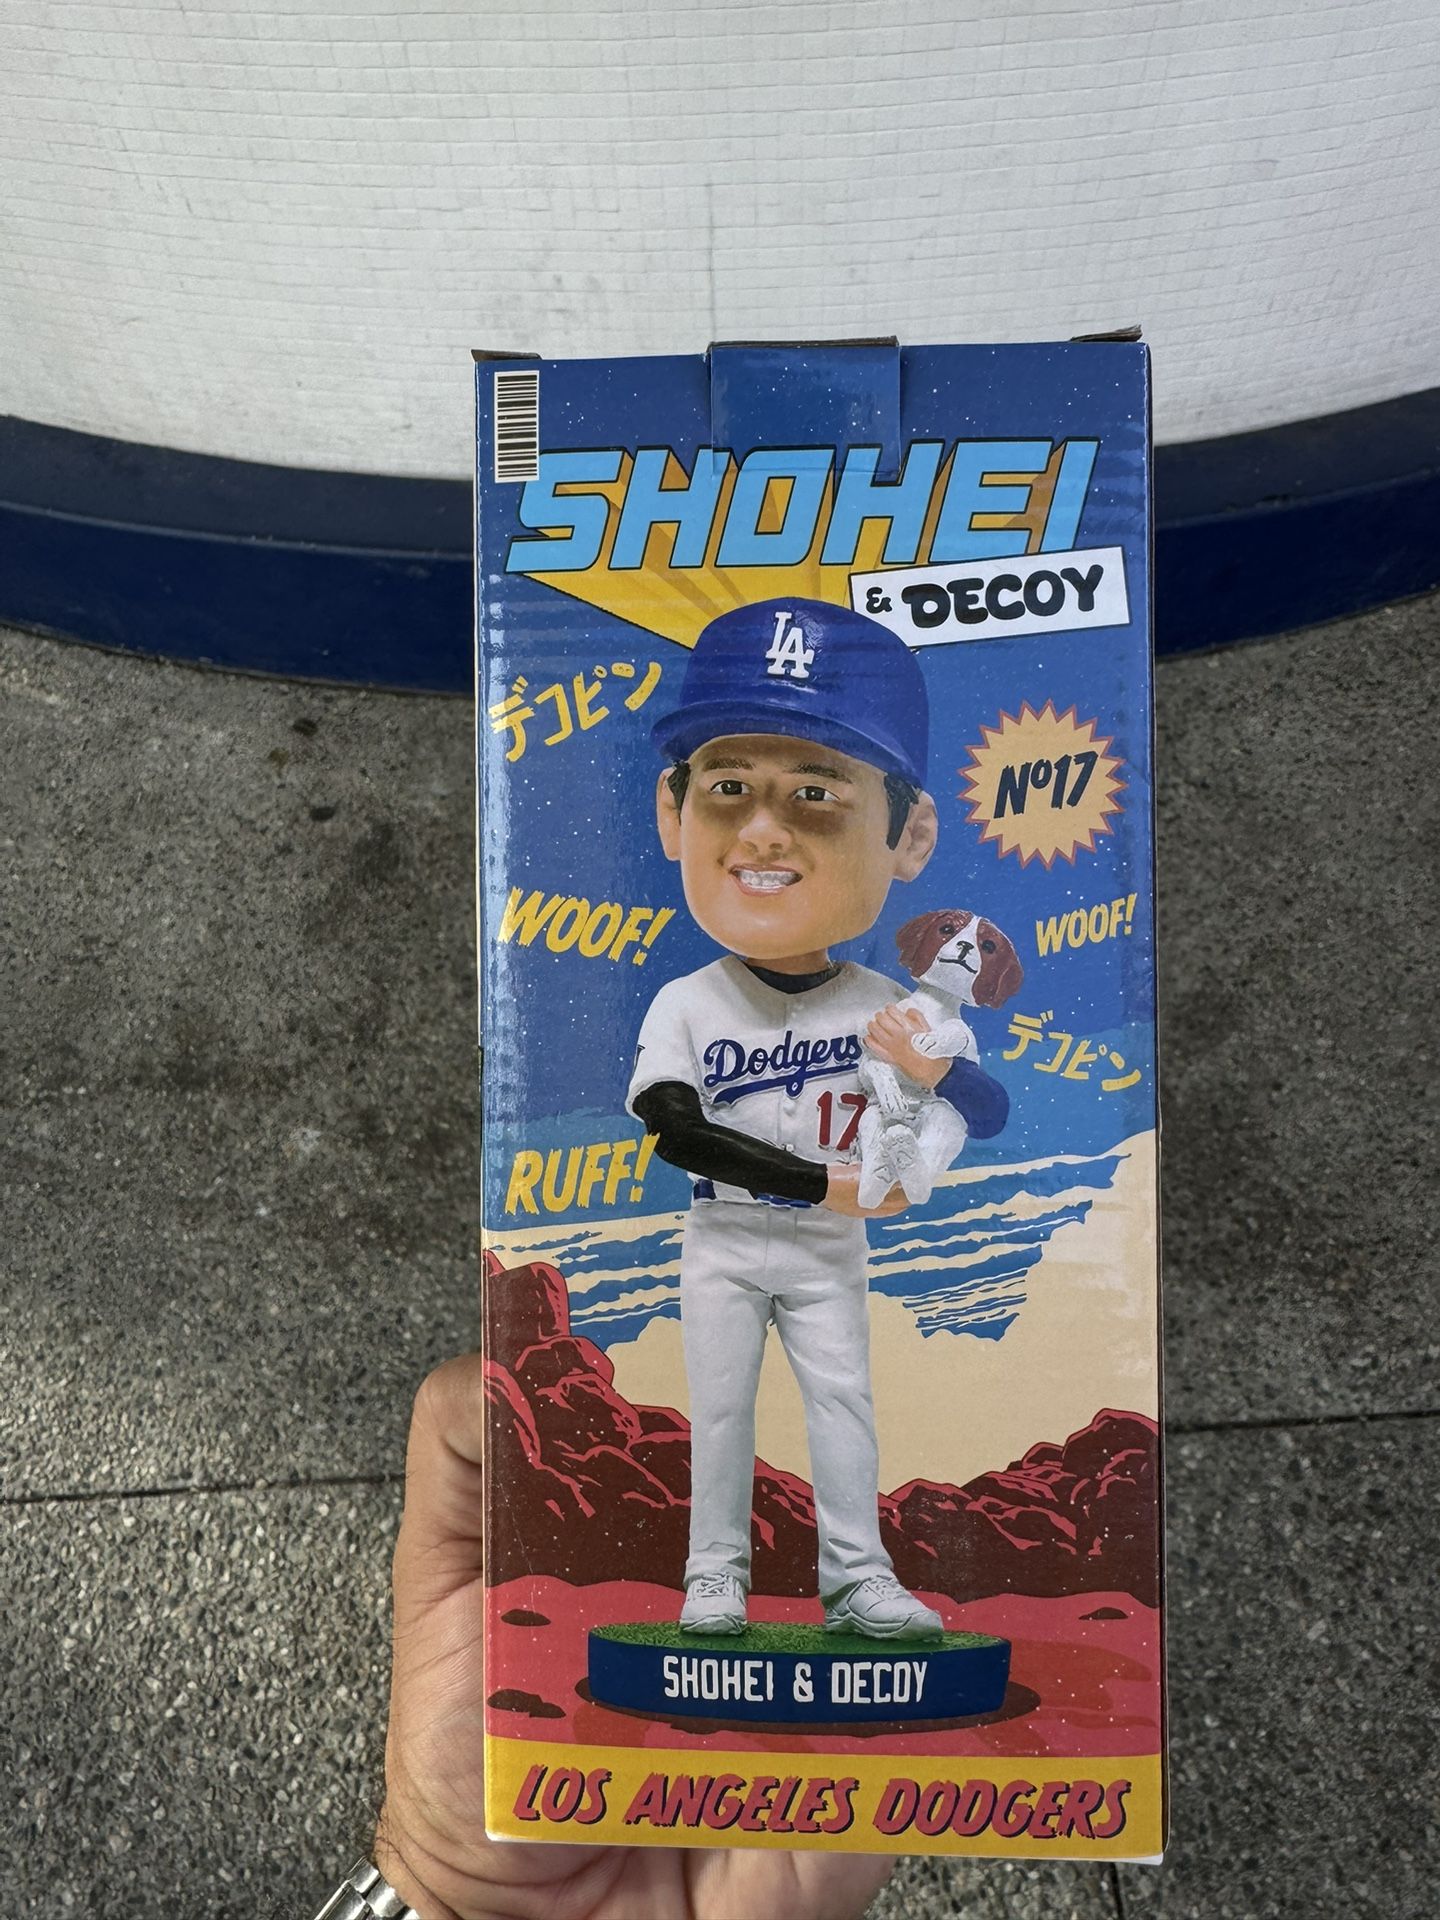 SHOHEI
& DECOY
LA
デコピン
Nº17
WOOF!
WOOF!
Dodgers
17
デコピン
RUFF!
SHOHEI & DECOY
LOS ANGELES DODGERS